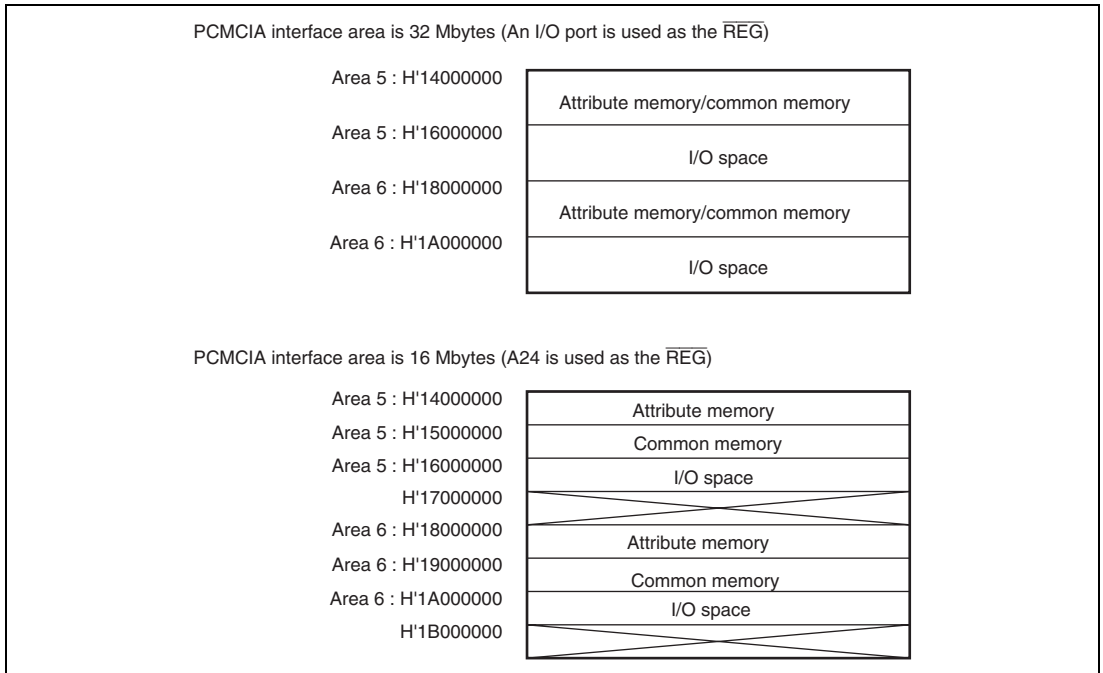 PCMCIA interface area is 32 Mbytes (An I/O port is used as the R̅E̅G̅)
Area 5 : H'14000000
Attribute memory/common memory
Area 5 : H'16000000
I/O space
Area 6 : H'18000000
Attribute memory/common memory
Area 6 : H'1A000000
I/O space
PCMCIA interface area is 16 Mbytes (A24 is used as the R̅E̅G̅)
Area 5 : H'14000000
Attribute memory
Area 5 : H'15000000
Common memory
Area 5 : H'16000000
I/O space
H'17000000
Area 6 : H'18000000
Attribute memory
Area 6 : H'19000000
Common memory
Area 6 : H'1A000000
I/O space
H'1B000000